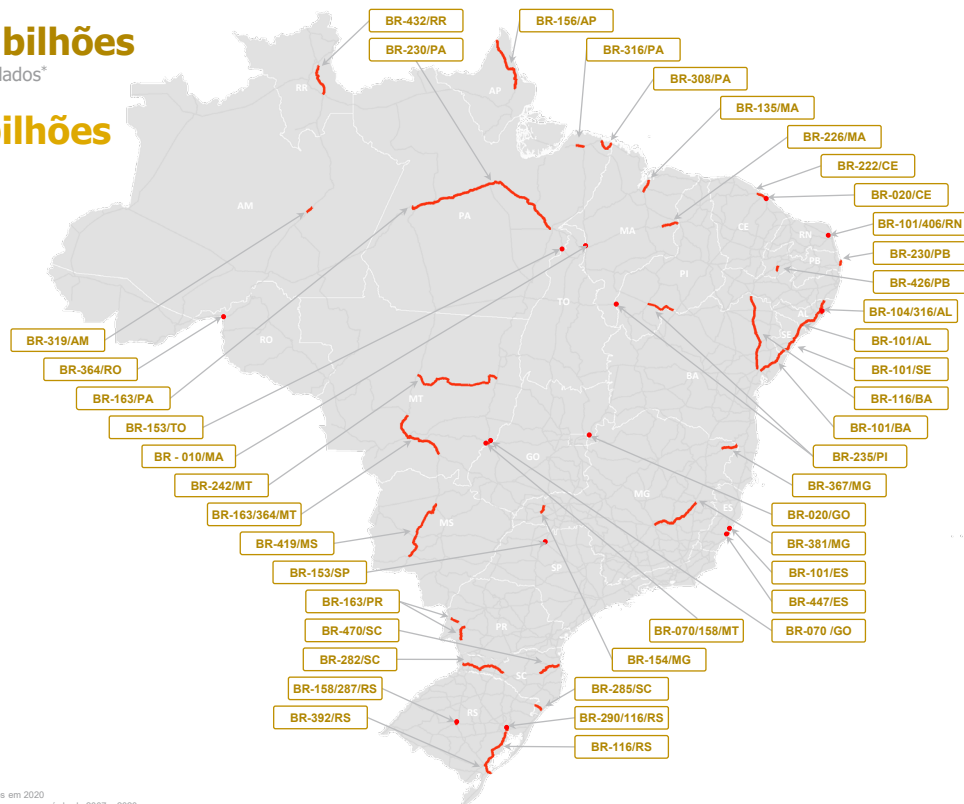 bilhões
lados*
bilhões
BR-432/RR
BR-156/AP
BR-230/PA
BR-316/PA
BR-308/PA
BR-135/MA
BR-226/MA
BR-222/CE
BR-020/CE
BR-101/406/RN
BR-230/PB
BR-426/PB
BR-104/316/AL
BR-101/AL
BR-101/SE
BR-116/BA
BR-101/BA
BR-235/PI
BR-367/MG
BR-020/GO
BR-381/MG
BR-101/ES
BR-447/ES
BR-070/158/MT
BR-070 /GO
BR-154/MG
BR-285/SC
BR-290/116/RS
BR-116/RS
BR-319/AM
BR-364/RO
BR-163/PA
BR-153/TO
BR - 010/MA
BR-242/MT
BR-163/364/MT
BR-419/MS
BR-153/SP
BR-163/PR
BR-470/SC
BR-282/SC
BR-158/287/RS
BR-392/RS
RR
AP
AM
PA
MA
CE
RN
PB
PI
TO
RO
SE
BA
MT
GO
MG
ES
MS
SP
PR
SC
RS
s em 2020